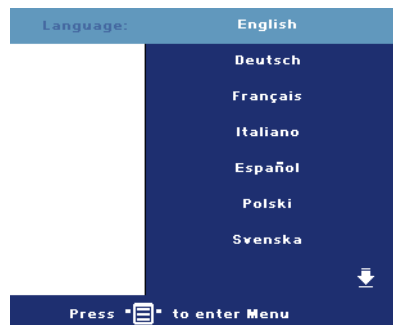 Language: English
Deutsch
Français
Italiano
Español
Polski
Svenska
Press "" to enter Menu